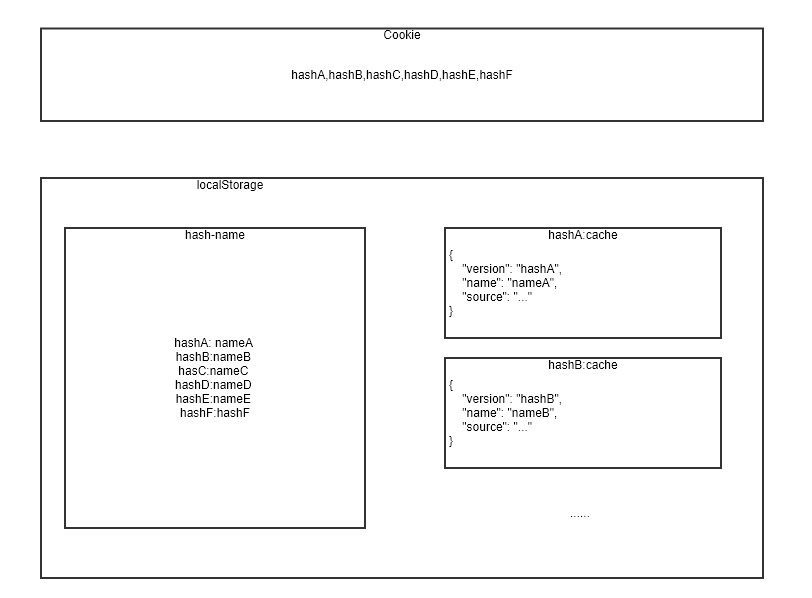 Cookie
hashA,hashB,hashC,hashD,hashE,hashF
localStorage
hash-name
hashA: nameA
hashB:nameB
hasC:nameC
hashD:nameD
hashE:nameE
hashF:hashF
hashA:cache
{
"version": "hashA",
"name": "nameA",
"source": "..."
}
hashB:cache
{
"version": "hashB",
"name": "nameB",
"source": "..."
}
......